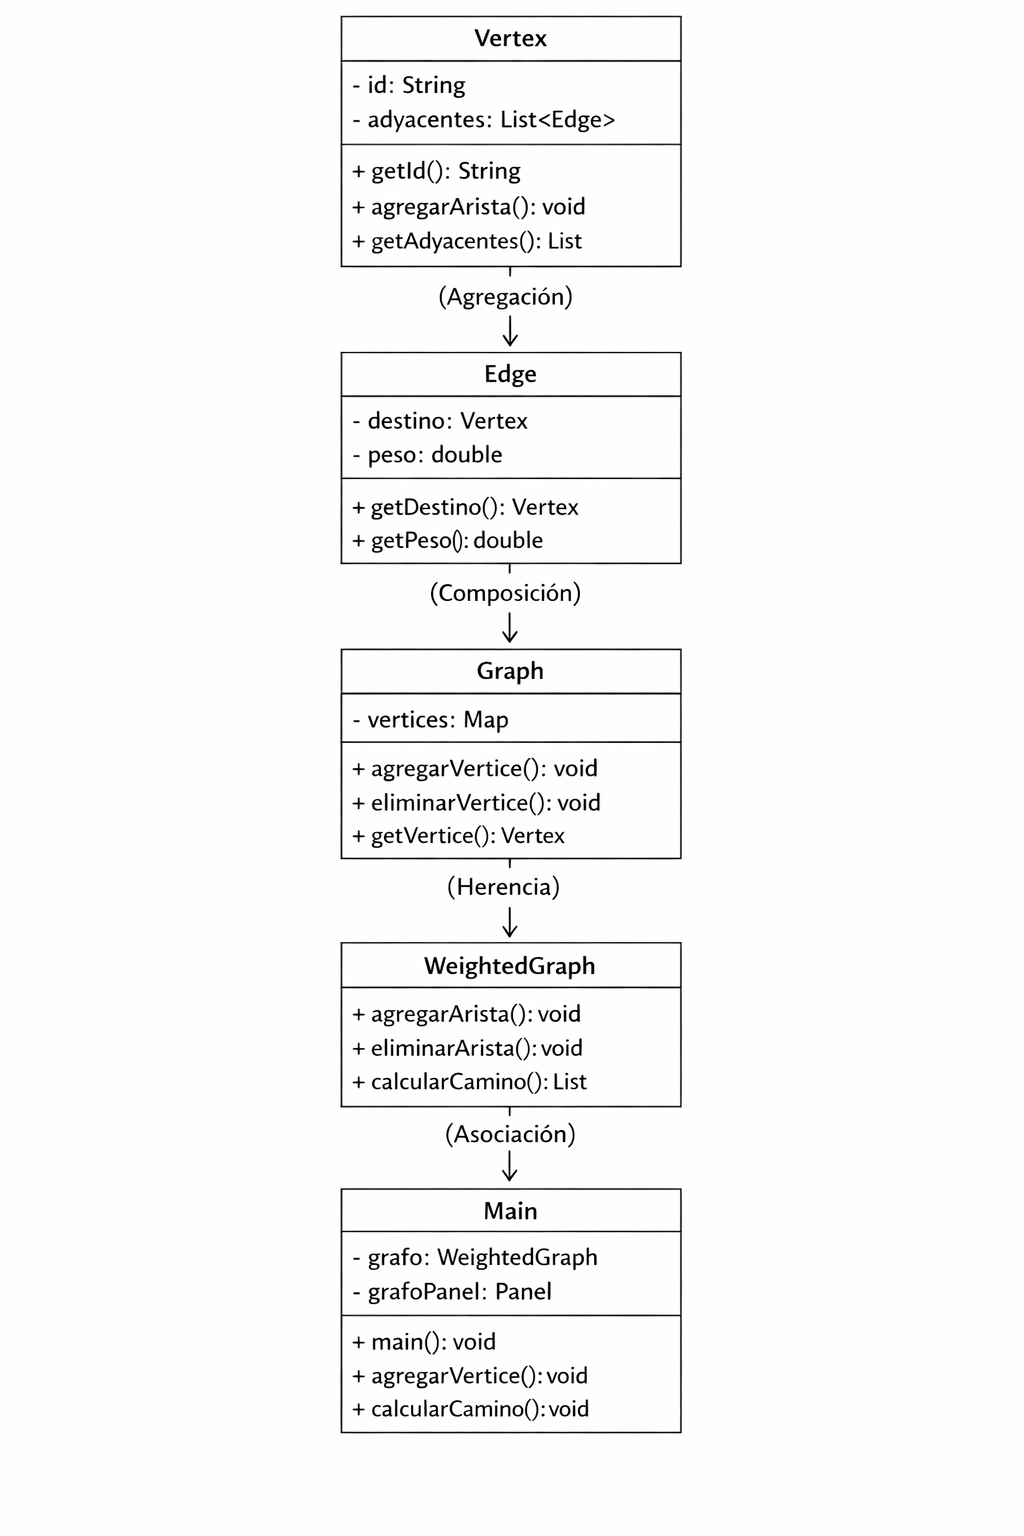 Vertex
- id: String
- adyacentes: List<Edge>
+ getId(): String
+ agregarArista(): void
+ getAdyacentes(): List
(Agregación)
Edge
- destino: Vertex
- peso: double
+ getDestino(): Vertex
+ getPeso(): double
(Composición)
Graph
- vertices: Map
+ agregarVertice(): void
+ eliminarVertice(): void
+ getVertice(): Vertex
(Herencia)
WeightedGraph
+ agregarArista(): void
+ eliminarArista(): void
+ calcularCamino(): List
(Asociación)
Main
- grafo: WeightedGraph
- grafoPanel: Panel
+ main(): void
+ agregarVertice(): void
+ calcularCamino(): void